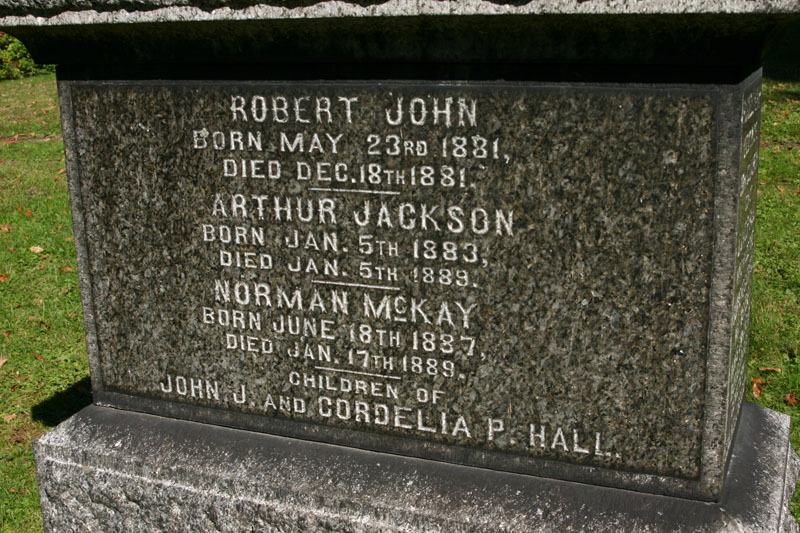 ROBERT JOHN
BORN MAY 23RD 1881,
DIED DEC. 18TH 1881.
ARTHUR JACKSON
BORN JAN. 5TH 1883,
DIED JAN. 5TH 1889.
NORMAN MCKAY
BORN JUNE 18TH 1887,
DIED JAN. 17TH 1889.
CHILDREN OF
JOHN J. AND CORDELIA P. HALL.